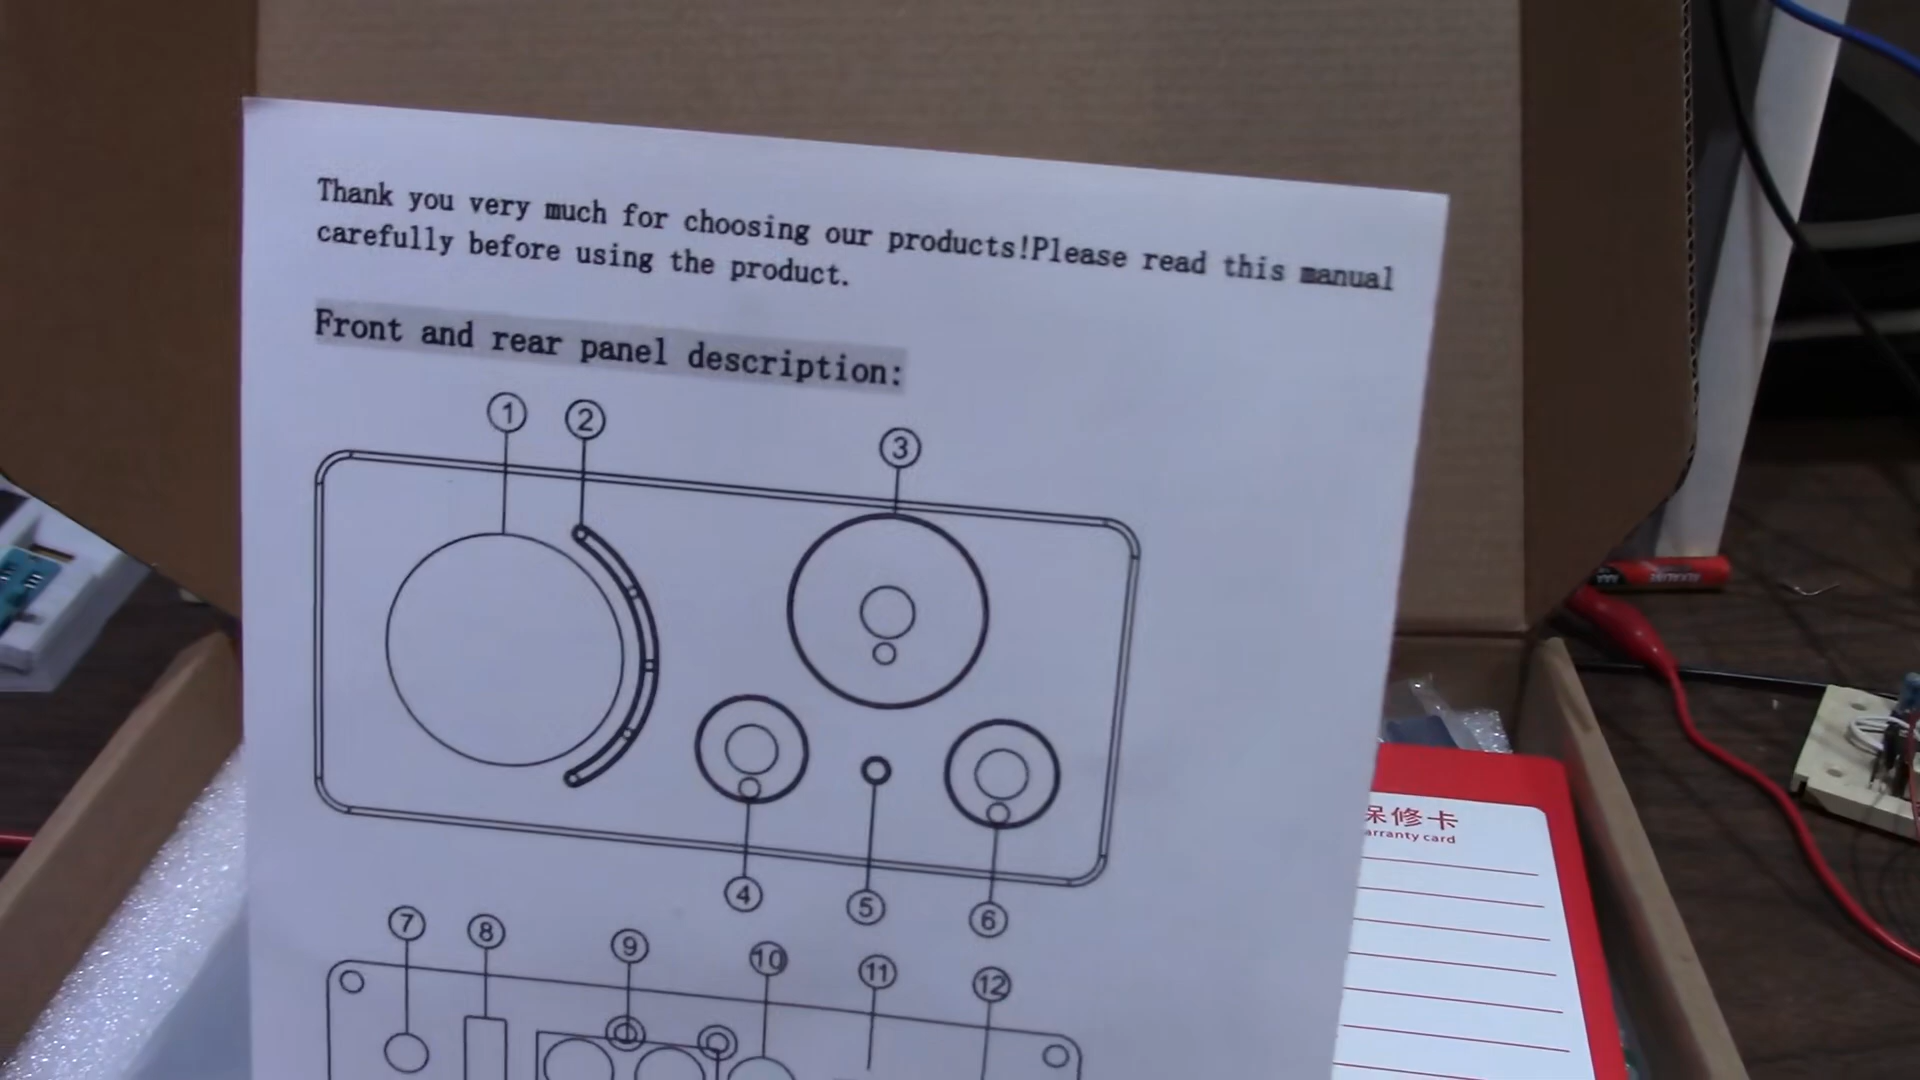 Thank you very much for choosing our products!Please read this manual
carefully before using the product.
Front and rear panel description:
① ② ③
④ ⑤ ⑥
⑦ ⑧ ⑨ ⑩ ⑪ ⑫
保修卡
arranty card
ALKALINE
AAA